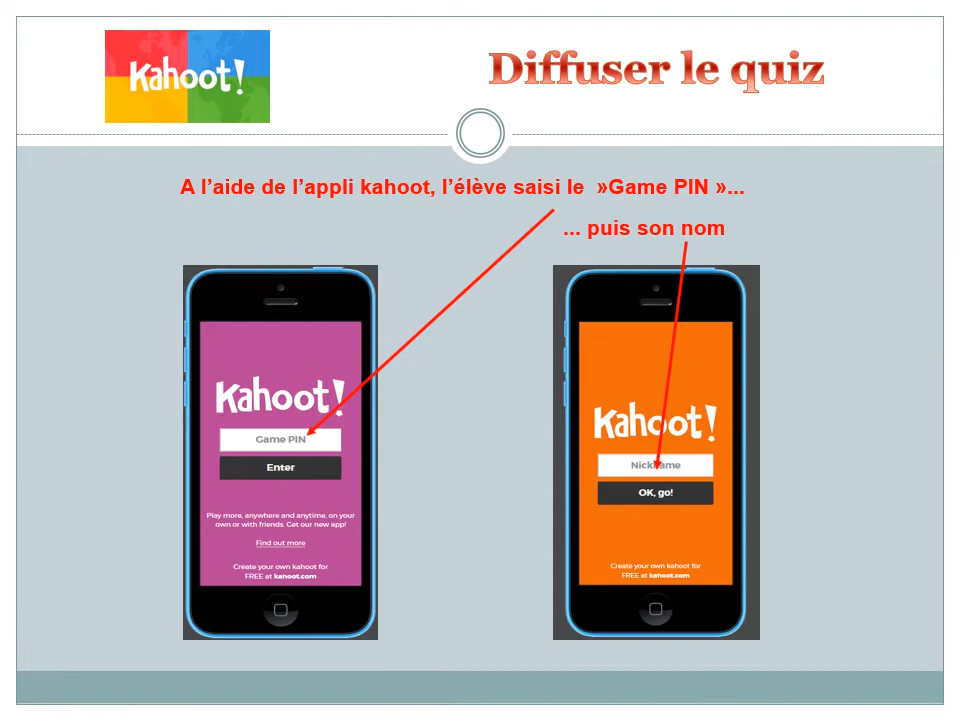 Kahoot!
Diffuser le quiz
A l’aide de l’appli kahoot, l’élève saisi le »Game PIN »...
... puis son nom
Kahoot!
Game PIN
Enter
Play more, anywhere and anytime, on your
own or with friends. Get our new app!
Find out more
Create your own kahoot for
FREE at kahoot.com
Kahoot!
Nickname
OK, go!
Create your own kahoot for
FREE at kahoot.com